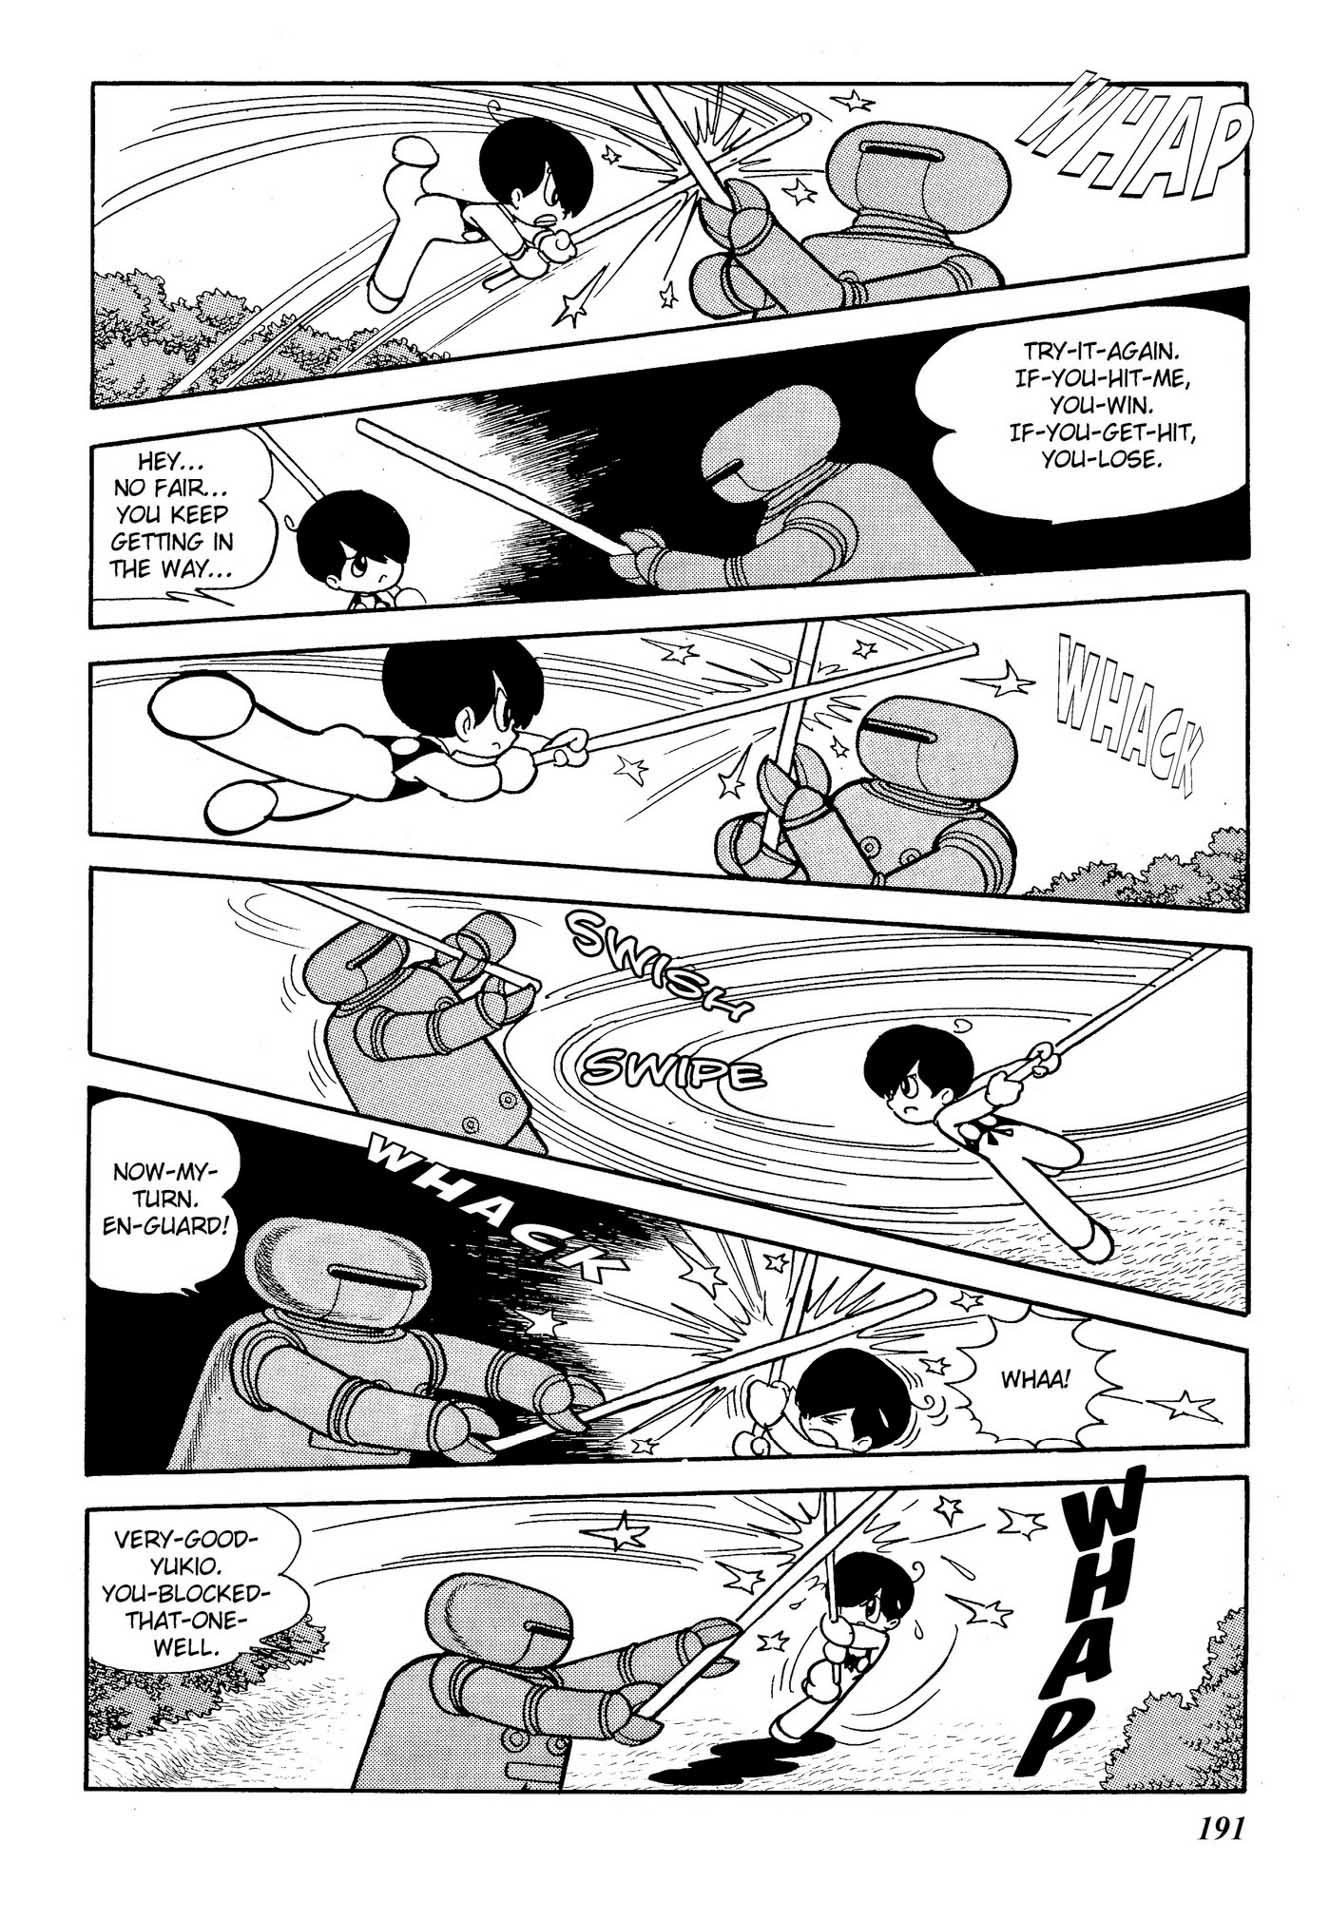 WHAP
HEY...
NO FAIR...
YOU KEEP
GETTING IN
THE WAY...
TRY-IT-AGAIN.
IF-YOU-HIT-ME,
YOU-WIN.
IF-YOU-GET-HIT,
YOU-LOSE.
WHACK
SWISH
SWIPE
NOW-MY-
TURN.
EN-GUARD!
WHACK
WHAA!
VERY-GOOD-
YUKIO.
YOU-BLOCKED-
THAT-ONE-
WELL.
WHAP
191